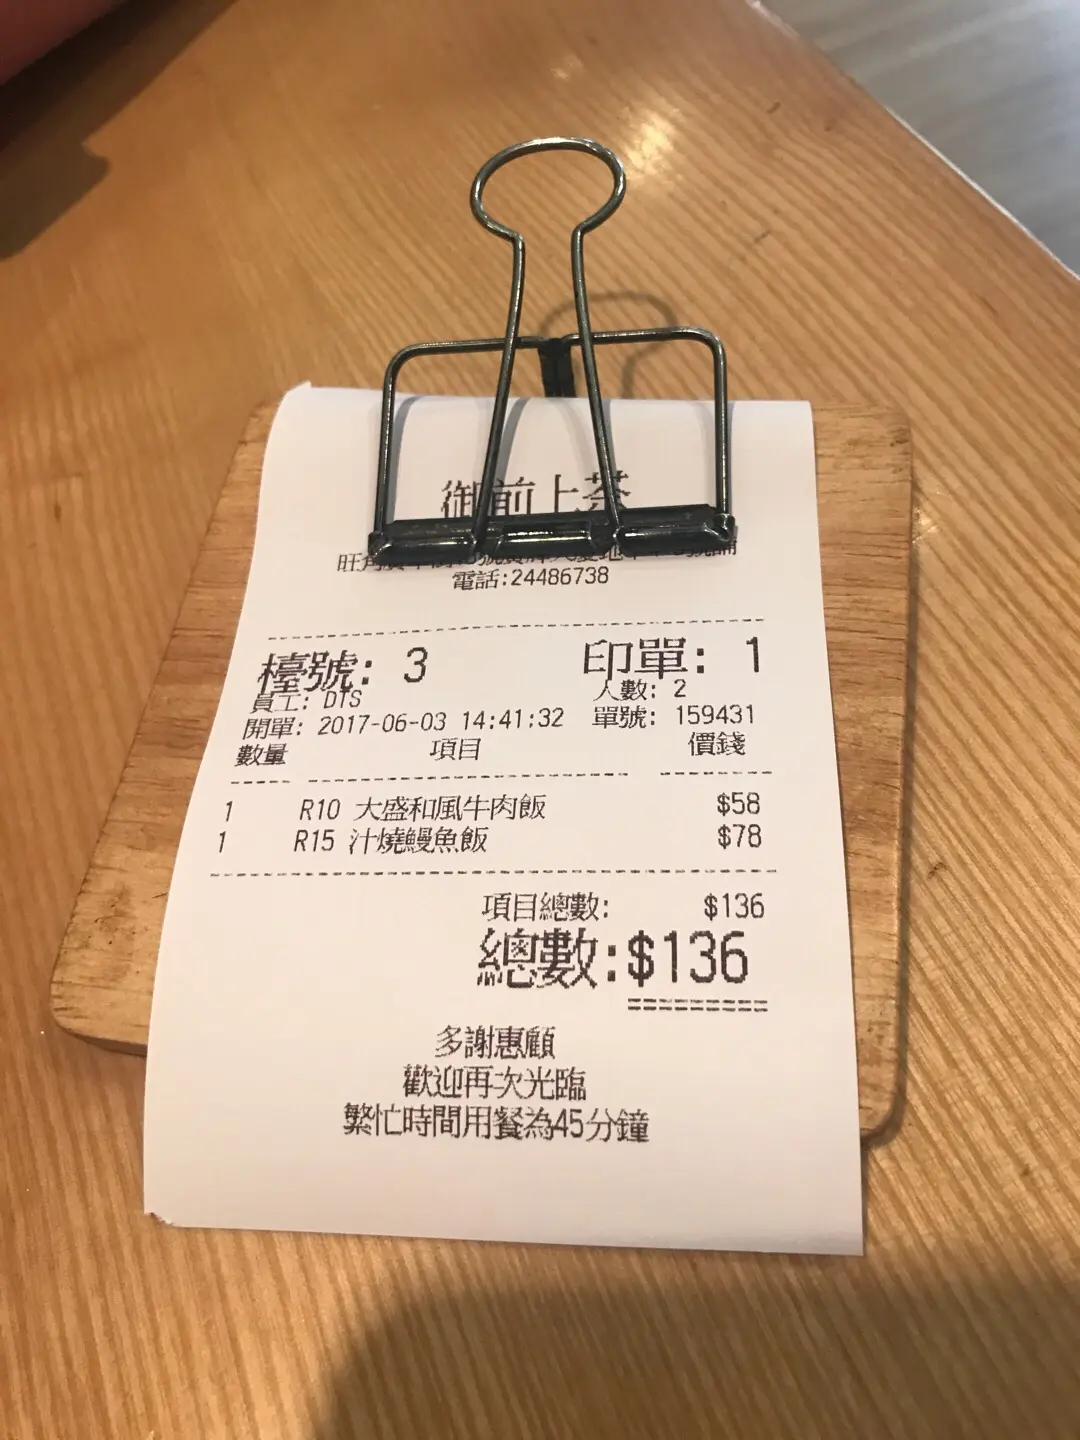 御前上茶
旺角
電話:24486738
檯號: 3 印單: 1
員工: DTS 人數: 2
開單: 2017-06-03 14:41:32 單號: 159431
數量 項目 價錢
1 R10 大盛和風牛肉飯 $58
1 R15 汁燒鰻魚飯 $78
項目總數: $136
總數:$136
多謝惠顧
歡迎再次光臨
繁忙時間用餐為45分鐘